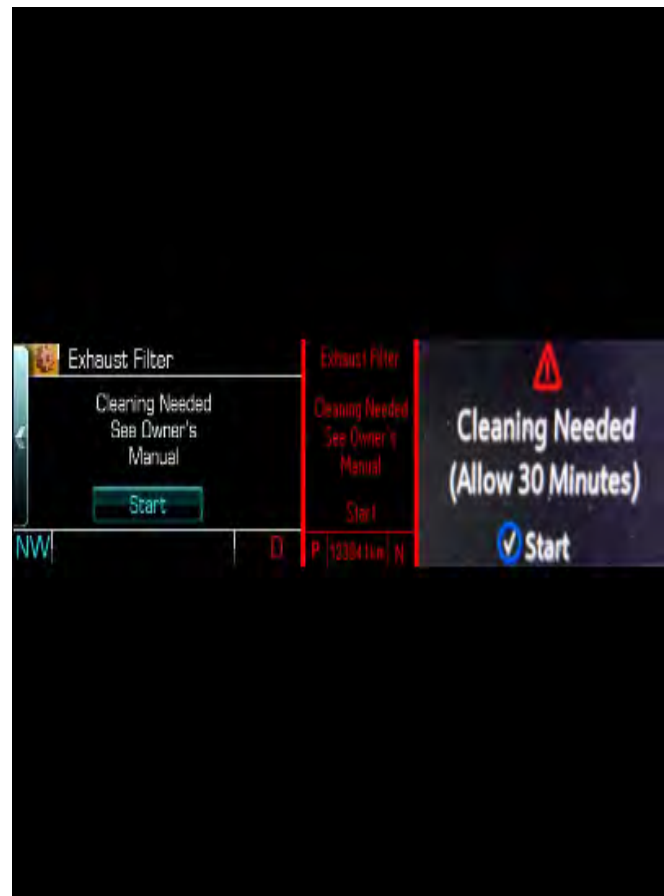 Exhaust Filter
Cleaning Needed
See Owner's
Manual
Start
NW
D
Exhaust Filter
Cleaning Needed
See Owner's
Manual
Start
P
km
N
Cleaning Needed
(Allow 30 Minutes)
Start